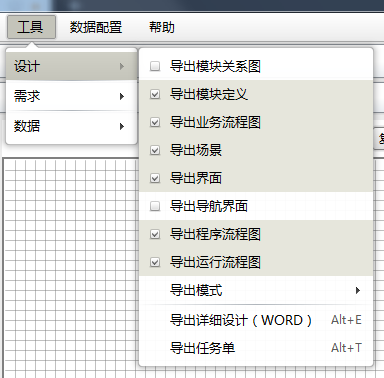 工具 数据配置 帮助
设计
需求
数据
导出模块关系图
导出模块定义
导出业务流程图
导出场景
导出界面
导出导航界面
导出程序流程图
导出运行流程图
导出模式
导出详细设计（WORD） Alt+E
导出任务单 Alt+T